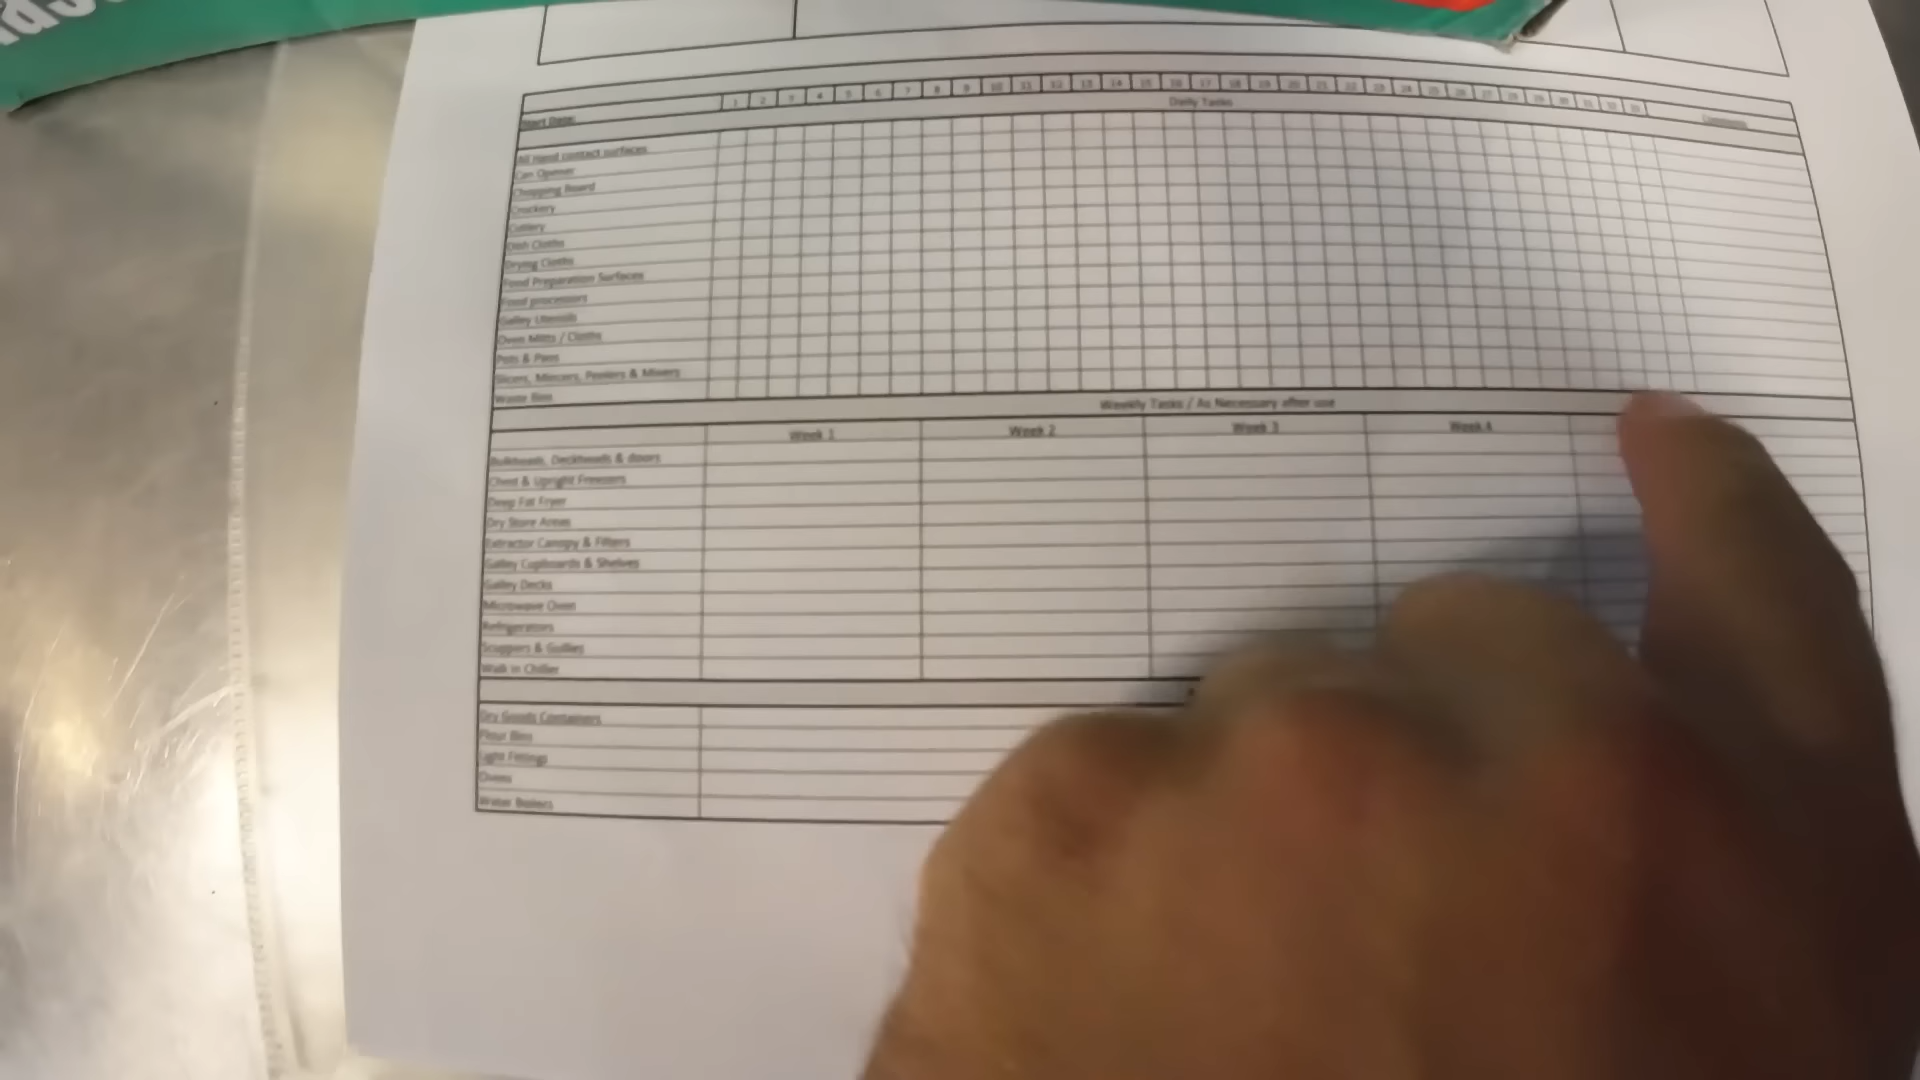 1 2 3 4 5 6 7 8 9 10 11 12 13 14 15 16 17 18 19 20 21 22 23 24 25 26 27 28 29 30 31 32 33
Start Date: Comments
Daily Tasks
All Hand contact surfaces
Can Opener
Chopping Board
Crockery
Cutlery
Dish Cloths
Drying Cloths
Food Preparation Surfaces
Food processors
Galley Utensils
Oven Mitts / Cloths
Pots & Pans
Slicers, Mincers, Peelers & Mixers
Waste Bins
Weekly Tasks / As Necessary after use
Week 1 Week 2 Week 3 Week 4
Bulkheads, Deckheads & doors
Chest & Upright Freezers
Deep Fat Fryer
Dry Store Areas
Extractor Canopy & Filters
Galley Cupboards & Shelves
Galley Decks
Microwave Oven
Refrigerators
Scuppers & Gullies
Walk in Chiller
Dry Goods Containers
Flour Bins
Light Fittings
Ovens
Water Boilers